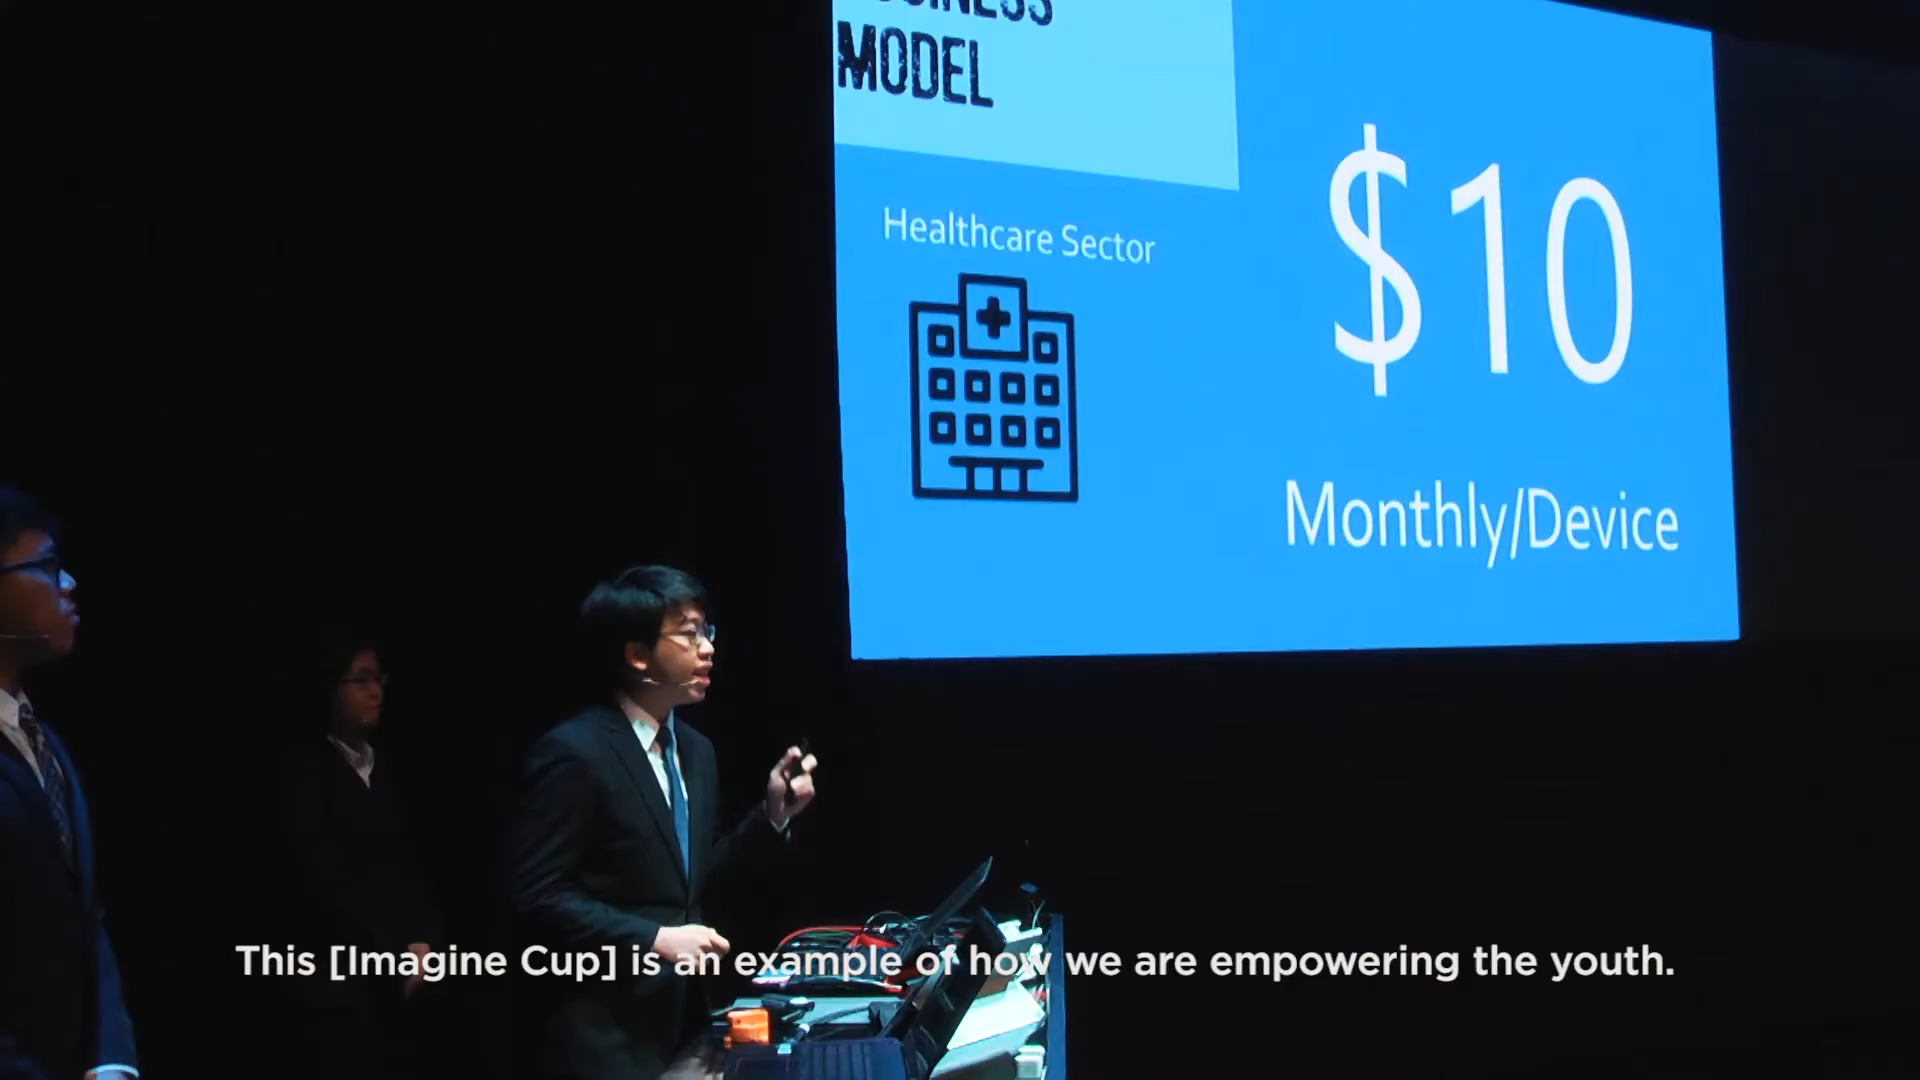 MODEL
Healthcare Sector
$10
Monthly/Device
This [Imagine Cup] is an example of how we are empowering the youth.